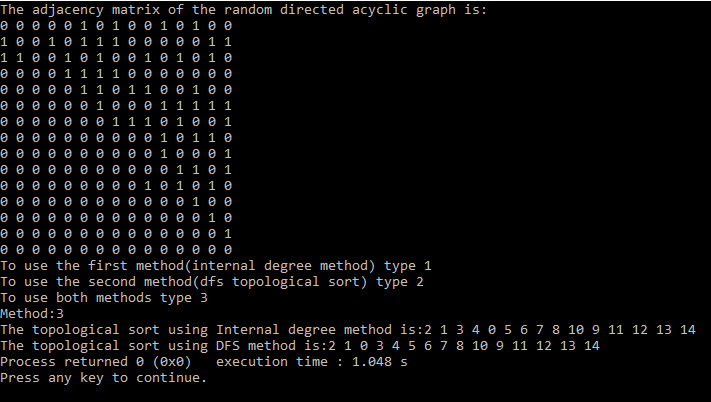 The adjacency matrix of the random directed acyclic graph is:
0 0 0 0 0 1 0 1 0 0 1 0 1 0 0
1 0 0 1 0 1 1 1 0 0 0 0 0 1 1
1 1 0 0 1 0 1 0 0 1 0 1 0 1 0
0 0 0 0 1 1 1 1 0 0 0 0 0 0 0
0 0 0 0 0 1 1 0 1 1 0 0 1 0 0
0 0 0 0 0 0 1 0 0 0 1 1 1 1 1
0 0 0 0 0 0 0 1 1 1 0 1 0 0 1
0 0 0 0 0 0 0 0 0 0 1 0 1 1 0
0 0 0 0 0 0 0 0 0 0 1 0 0 0 1
0 0 0 0 0 0 0 0 0 0 0 1 1 0 1
0 0 0 0 0 0 0 0 0 1 0 1 0 1 0
0 0 0 0 0 0 0 0 0 0 0 0 1 0 0
0 0 0 0 0 0 0 0 0 0 0 0 0 1 0
0 0 0 0 0 0 0 0 0 0 0 0 0 0 1
0 0 0 0 0 0 0 0 0 0 0 0 0 0 0
To use the first method(internal degree method) type 1
To use the second method(dfs topological sort) type 2
To use both methods type 3
Method:3
The topological sort using Internal degree method is:2 1 3 4 0 5 6 7 8 10 9 11 12 13 14
The topological sort using DFS method is:2 1 0 3 4 5 6 7 8 10 9 11 12 13 14
Process returned 0 (0x0)   execution time : 1.048 s
Press any key to continue.